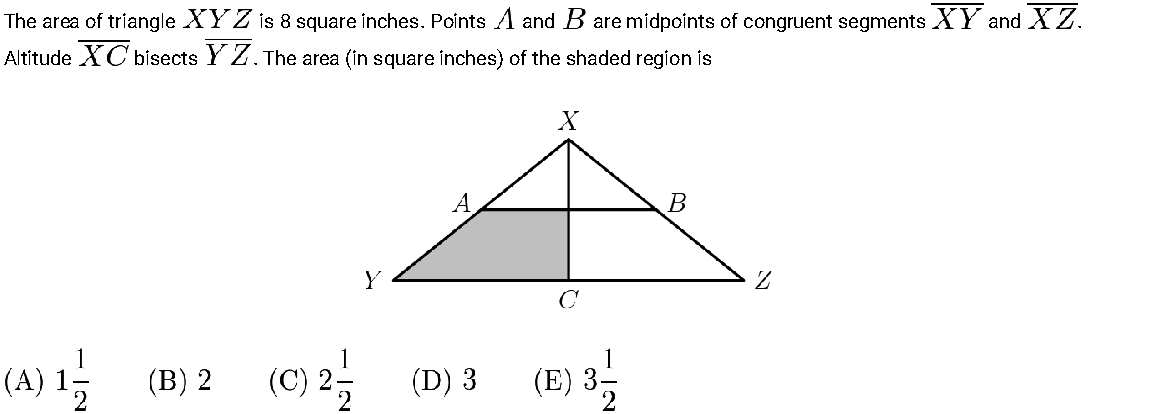 The area of triangle XYZ is 8 square inches. Points A and B are midpoints of congruent segments XY and XZ.
Altitude XC bisects YZ. The area (in square inches) of the shaded region is
X
A B
Y Z
C
(A) 1 1/2 (B) 2 (C) 2 1/2 (D) 3 (E) 3 1/2